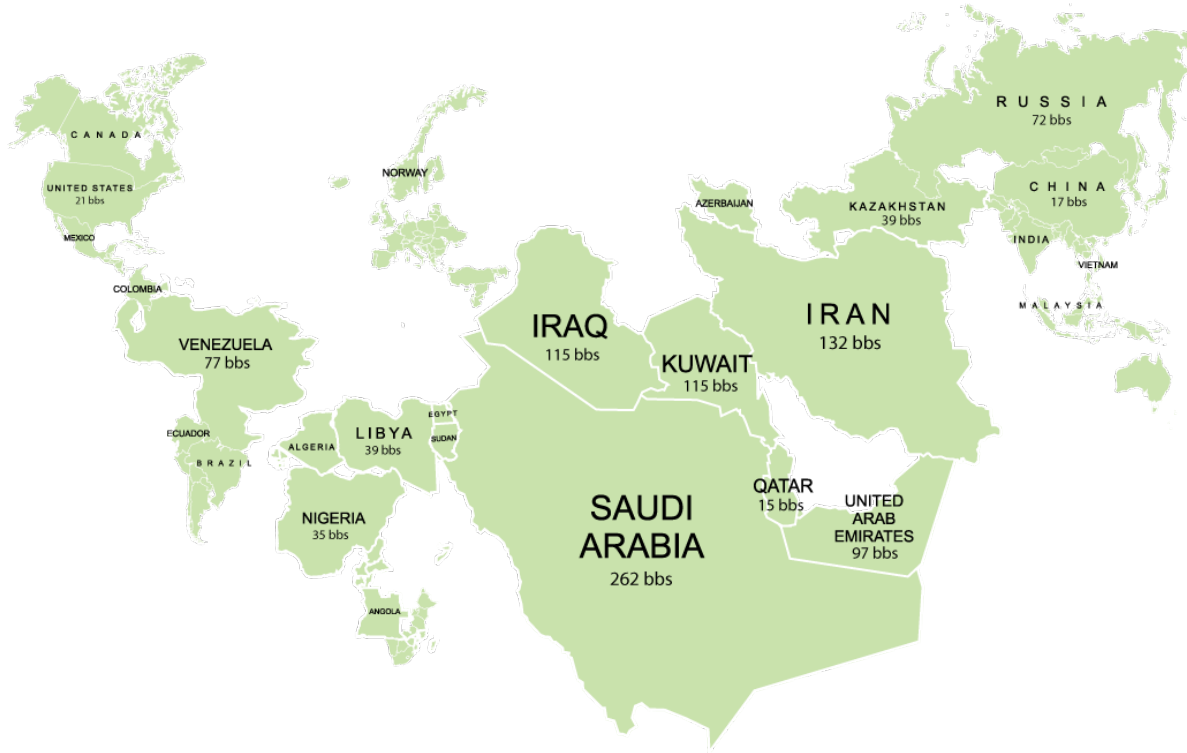 CANADA
UNITED STATES
21 bbs
MEXICO
COLOMBIA
VENEZUELA
77 bbs
ECUADOR
BRAZIL
NORWAY
ALGERIA
LIBYA
39 bbs
EGYPT
SUDAN
NIGERIA
35 bbs
ANGOLA
IRAQ
115 bbs
KUWAIT
115 bbs
SAUDI
ARABIA
262 bbs
QATAR
15 bbs
UNITED
ARAB
EMIRATES
97 bbs
IRAN
132 bbs
AZERBAIJAN
KAZAKHSTAN
39 bbs
RUSSIA
72 bbs
CHINA
17 bbs
INDIA
VIETNAM
MALAYSIA